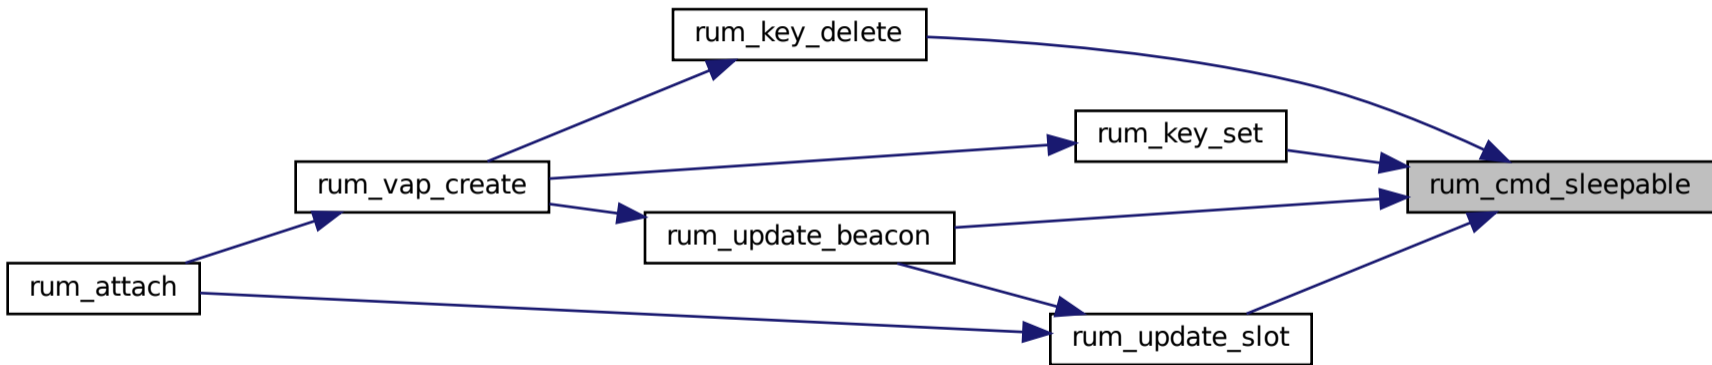 rum_key_delete
rum_key_set
rum_vap_create
rum_cmd_sleepable
rum_update_beacon
rum_attach
rum_update_slot